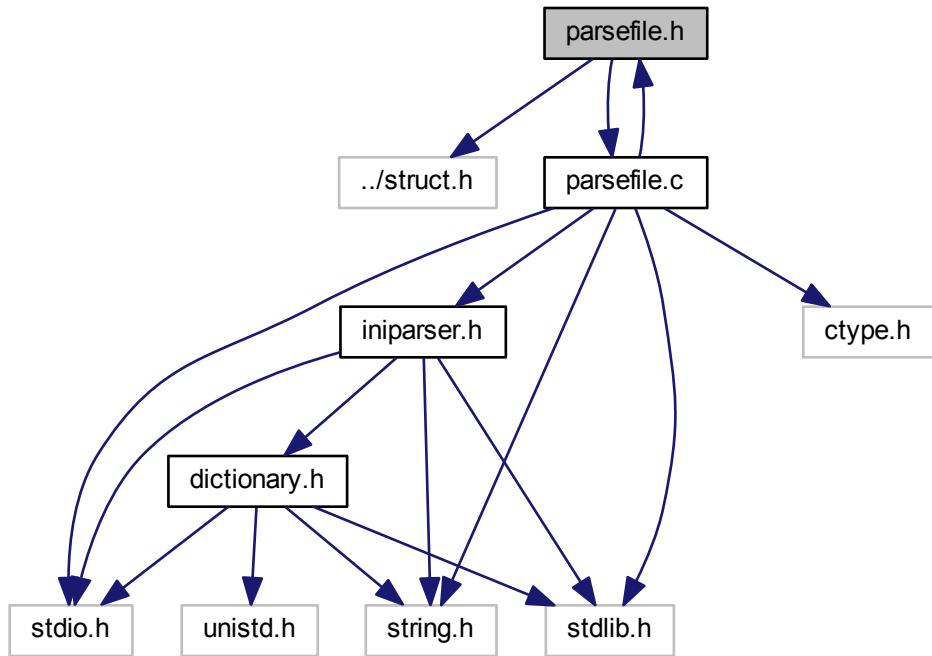 parsefile.h
../struct.h
parsefile.c
iniparser.h
ctype.h
dictionary.h
stdio.h
unistd.h
string.h
stdlib.h